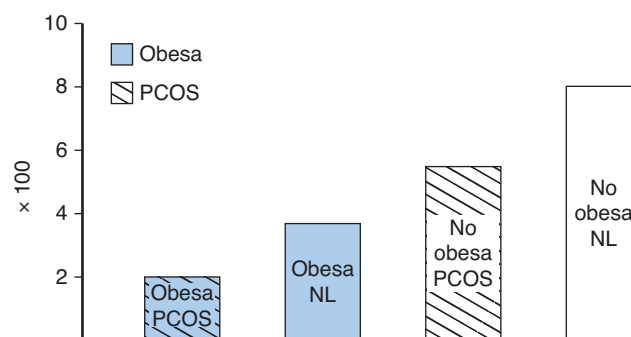 10
8
6
4
2
× 100
Obesa
PCOS
Obesa
PCOS
Obesa
NL
No
obesa
PCOS
No
obesa
NL